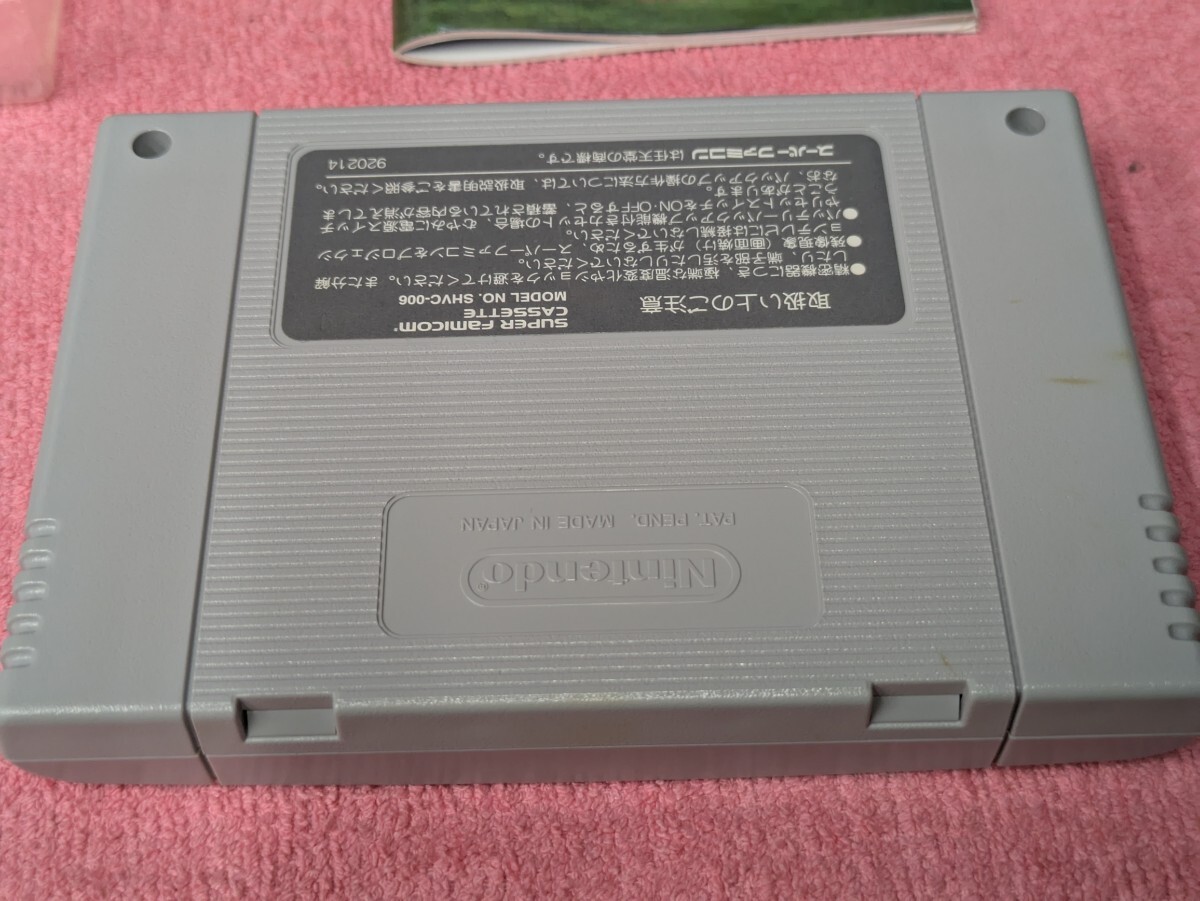 取扱い上のご注意
SUPER FAMICOM®
CASSETTE
MODEL NO. SHVC-006
●精密機器につき、極端な温度変化やショックを避けてください。また分解
したり、端子部を汚したりしないでください。
●残像現象（画面焼け）が生ずるため、スーパーファミコンをプロジェクシ
ョンテレビには接続しないでください。
●バッテリーバックアップ機能付きカセットの場合、むやみに電源スイッチ
やリセットスイッチをON・OFFすると、蓄積されている内容が消えてしま
うことがあります。
なお、バックアップの操作方法については、取扱説明書をご参照ください。
スーパーファミコン は任天堂の商標です。
920214
Nintendo®
PAT. PEND. MADE IN JAPAN